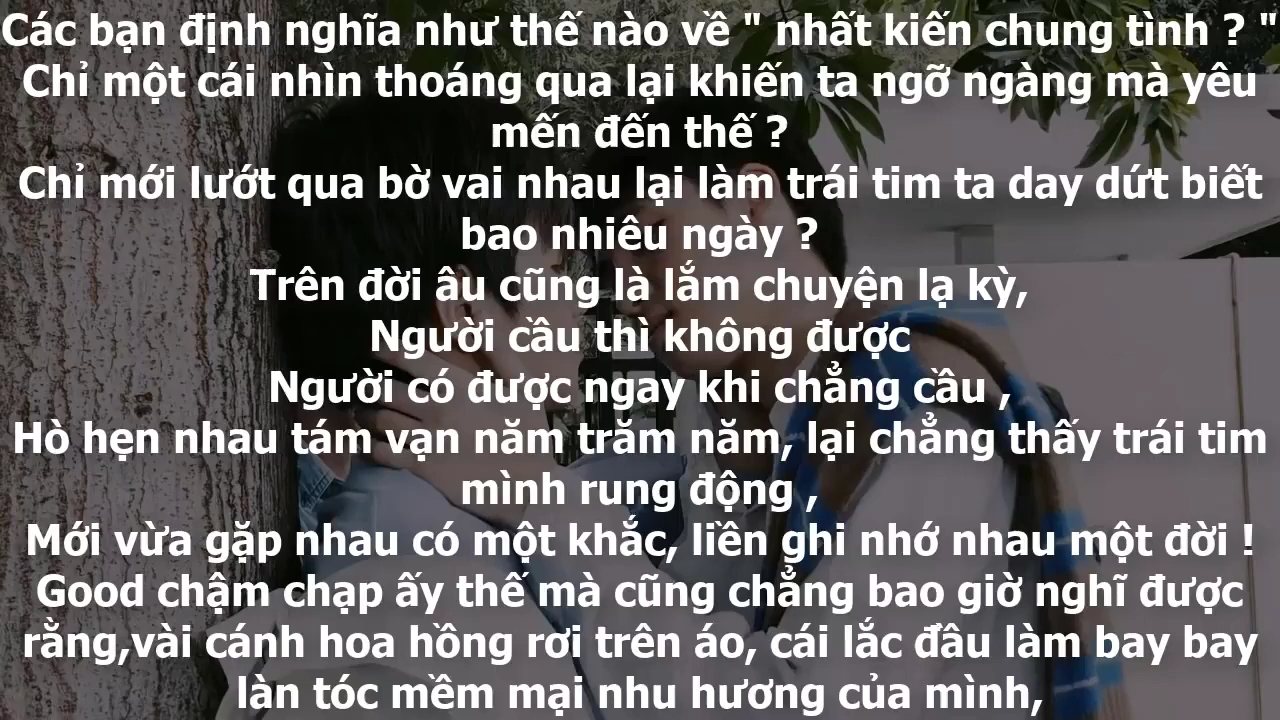 Các bạn định nghĩa như thế nào về " nhất kiến chung tình ? "
Chỉ một cái nhìn thoáng qua lại khiến ta ngỡ ngàng mà yêu
mến đến thế ?
Chỉ mới lướt qua bờ vai nhau lại làm trái tim ta day dứt biết
bao nhiêu ngày ?
Trên đời âu cũng là lắm chuyện lạ kỳ,
Người cầu thì không được
Người có được ngay khi chẳng cầu ,
Hò hẹn nhau tám vạn năm trăm năm, lại chẳng thấy trái tim
mình rung động ,
Mới vừa gặp nhau có một khắc, liền ghi nhớ nhau một đời !
Good chậm chạp ấy thế mà cũng chẳng bao giờ nghĩ được
rằng,vài cánh hoa hồng rơi trên áo, cái lắc đâu làm bay bay
làn tóc mềm mại nhu hương của mình,